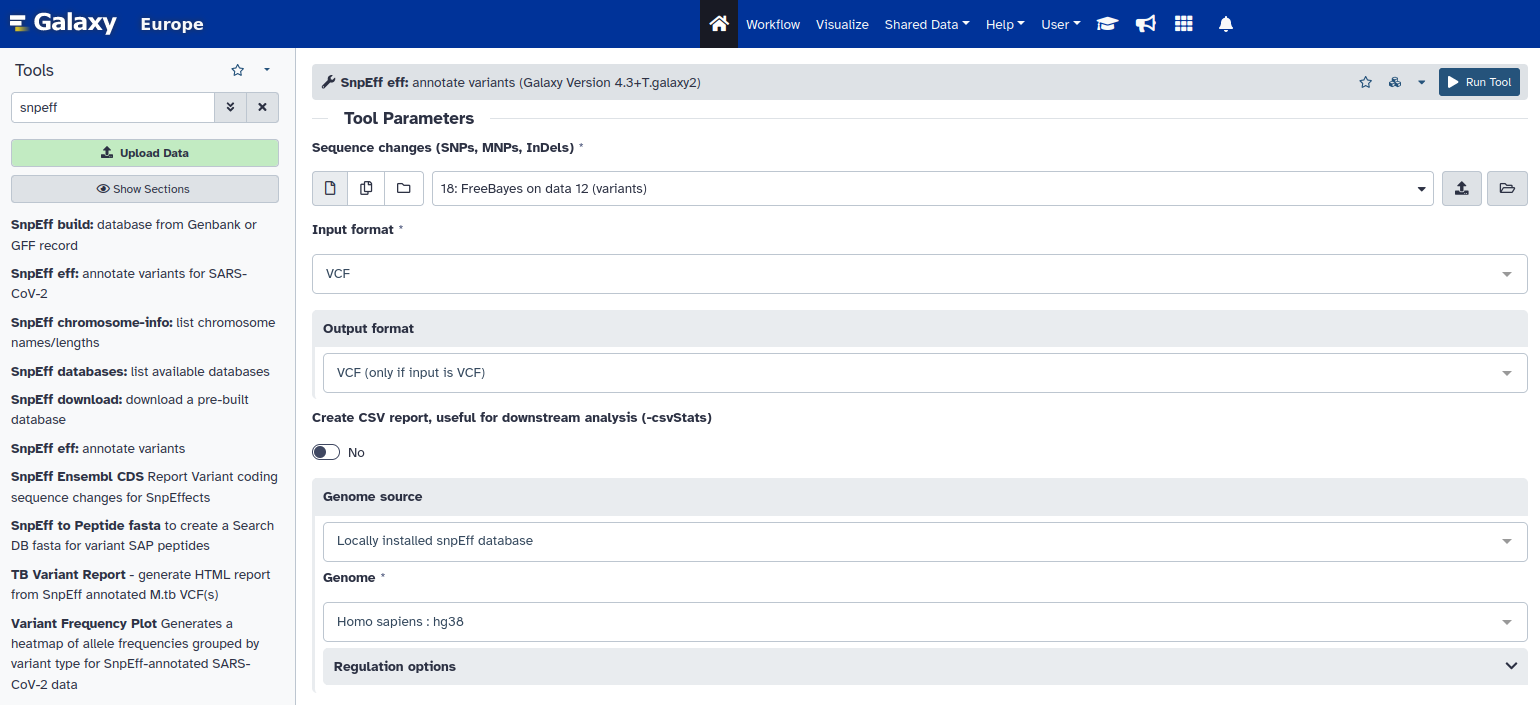 Galaxy Europe
Workflow Visualize Shared Data Help User
Tools
snpeff
Upload Data
Show Sections
SnpEff build: database from Genbank or
GFF record
SnpEff eff: annotate variants for SARS-
CoV-2
SnpEff chromosome-info: list chromosome
names/lengths
SnpEff databases: list available databases
SnpEff download: download a pre-built
database
SnpEff eff: annotate variants
SnpEff Ensembl CDS Report Variant coding
sequence changes for SnpEffects
SnpEff to Peptide fasta to create a Search
DB fasta for variant SAP peptides
TB Variant Report - generate HTML report
from SnpEff annotated M.tb VCF(s)
Variant Frequency Plot Generates a
heatmap of allele frequencies grouped by
variant type for SnpEff-annotated SARS-
CoV-2 data
SnpEff eff: annotate variants (Galaxy Version 4.3+T.galaxy2)
Run Tool
Tool Parameters
Sequence changes (SNPs, MNPs, InDels) *
18: FreeBayes on data 12 (variants)
Input format *
VCF
Output format
VCF (only if input is VCF)
Create CSV report, useful for downstream analysis (-csvStats)
No
Genome source
Locally installed snpEff database
Genome *
Homo sapiens : hg38
Regulation options